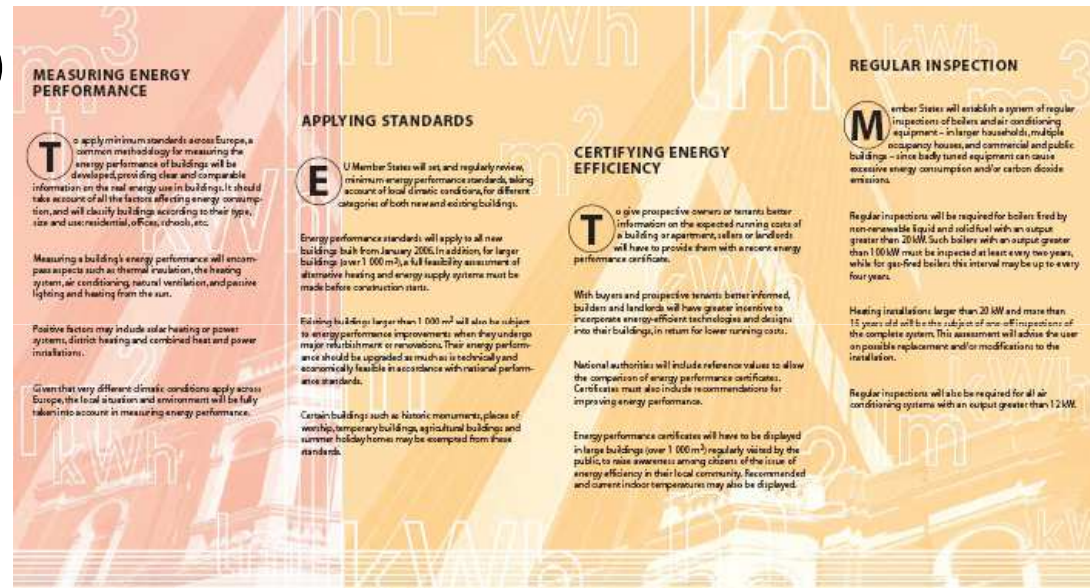 MEASURING ENERGY
PERFORMANCE
To apply minimum standards across Europe, a
common methodology for measuring the
energy performance of buildings will be
developed, providing clear and comparable
information on the real energy use in buildings. It should
take account of all the factors affecting energy consump-
tion, and will classify buildings according to their type,
size and use: residential, offices, schools, etc.
Measuring a building's energy performance will encom-
pass aspects such as thermal insulation, the heating
system, air conditioning, natural ventilation, and passive
lighting and heating from the sun.
Positive factors may include solar heating or power
systems, district heating and combined heat and power
installations.
Given that very different climatic conditions apply across
Europe, the local situation and environment will be fully
taken into account in measuring energy performance.
APPLYING STANDARDS
EU Member States will set, and regularly review,
minimum energy performance standards, taking
account of local climatic conditions, for different
categories of both new and existing buildings.
Energy performance standards will apply to all new
buildings built from January 2006. In addition, for larger
buildings (over 1 000 m²), a full feasibility assessment of
alternative heating and energy supply systems must be
made before construction starts.
Existing buildings larger than 1 000 m² will also be subject
to energy performance improvements when they undergo
major refurbishment or renovations. Their energy perform-
ance should be upgraded as much as is technically and
economically feasible in accordance with national perform-
ance standards.
Certain buildings such as historic monuments, places of
worship, temporary buildings, agricultural buildings and
summer holiday homes may be exempted from these
standards.
CERTIFYING ENERGY
EFFICIENCY
To give prospective owners or tenants better
information on the expected running costs of
a building or apartment, sellers or landlords
will have to provide them with a recent energy
performance certificate.
With buyers and prospective tenants better informed,
builders and landlords will have greater incentive to
incorporate energy-efficient technologies and designs
into their buildings, in return for lower running costs.
National authorities will include reference values to allow
the comparison of energy performance certificates.
Certificates must also include recommendations for
improving energy performance.
Energy performance certificates will have to be displayed
in large buildings (over 1 000 m²) regularly visited by the
public, to raise awareness among citizens of the issue of
energy efficiency in their local community. Recommended
and current indoor temperatures may also be displayed.
REGULAR INSPECTION
Member States will establish a system of regular
inspections of boilers and air conditioning
equipment – in larger households, multiple
occupancy houses, and commercial and public
buildings – since badly tuned equipment can cause
excessive energy consumption and/or carbon dioxide
emissions.
Regular inspections will be required for boilers fired by
non-renewable liquid and solid fuel with an output
greater than 20 kW. Such boilers with an output greater
than 100 kW must be inspected at least every two years,
while for gas-fired boilers this interval may be up to every
four years.
Heating installations larger than 20 kW and more than
15 years old will be the subject of one-off inspections of
the complete system. This assessment will advise the user
on possible replacement and/or modifications to the
installation.
Regular inspections will also be required for all air
conditioning systems with an output greater than 12 kW.